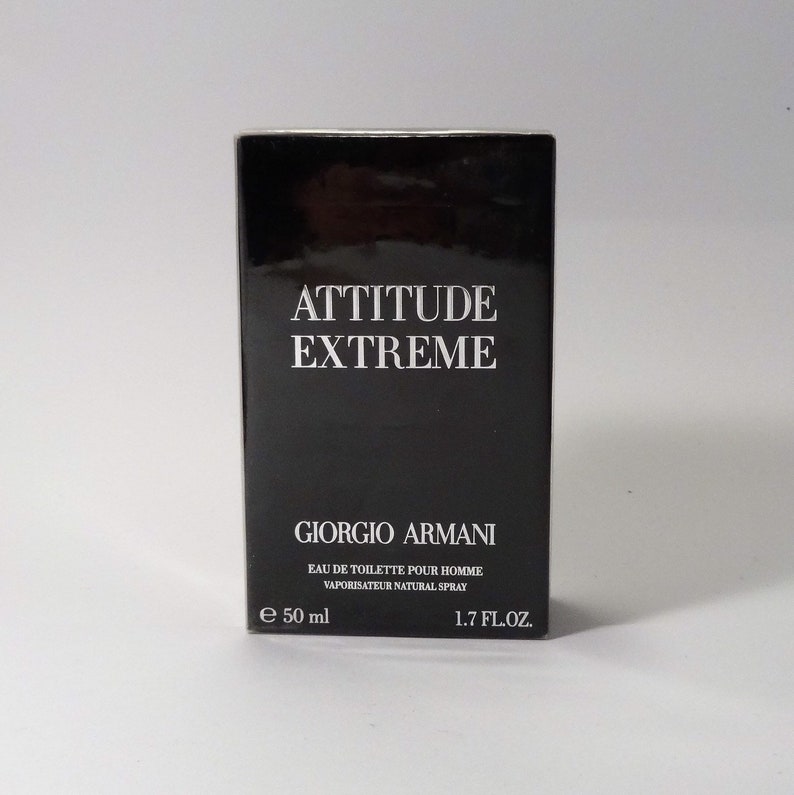 ATTITUDE
EXTREME
GIORGIO ARMANI
EAU DE TOILETTE POUR HOMME
VAPORISATEUR NATURAL SPRAY
℮ 50 ml 1.7 FL.OZ.